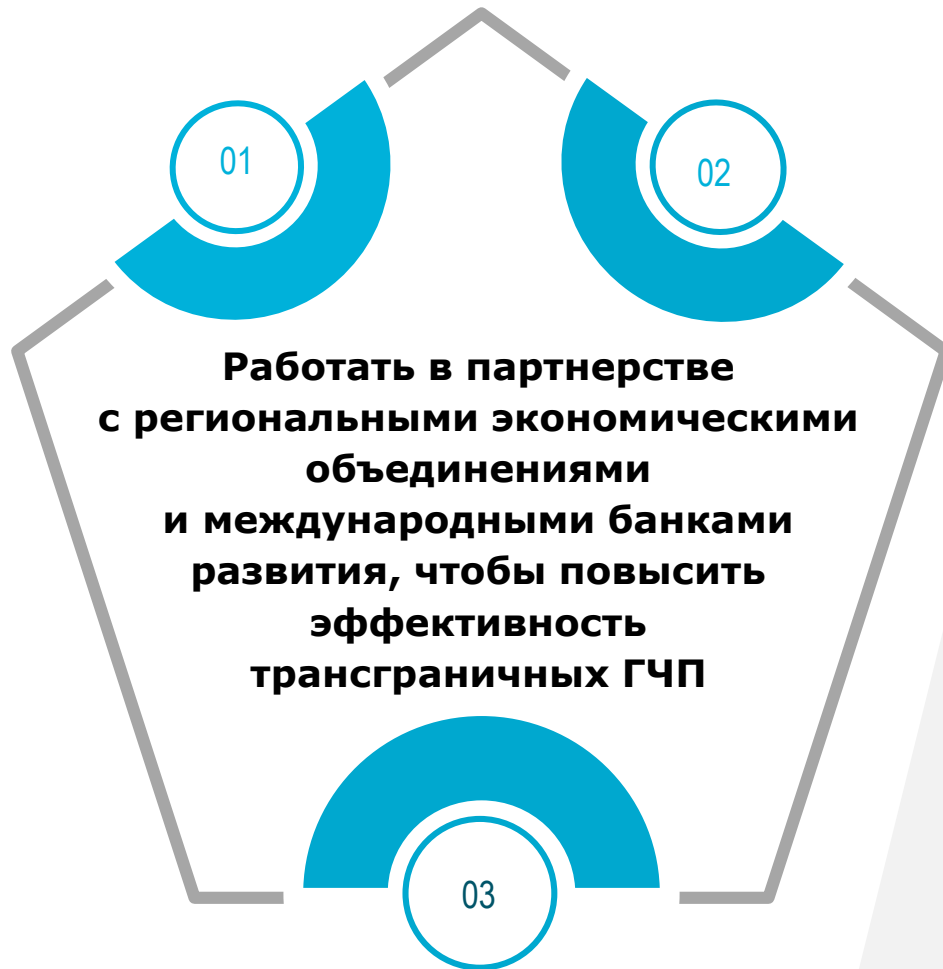 01
02
Работать в партнерстве
с региональными экономическими
объединениями
и международными банками
развития, чтобы повысить
эффективность
трансграничных ГЧП
03